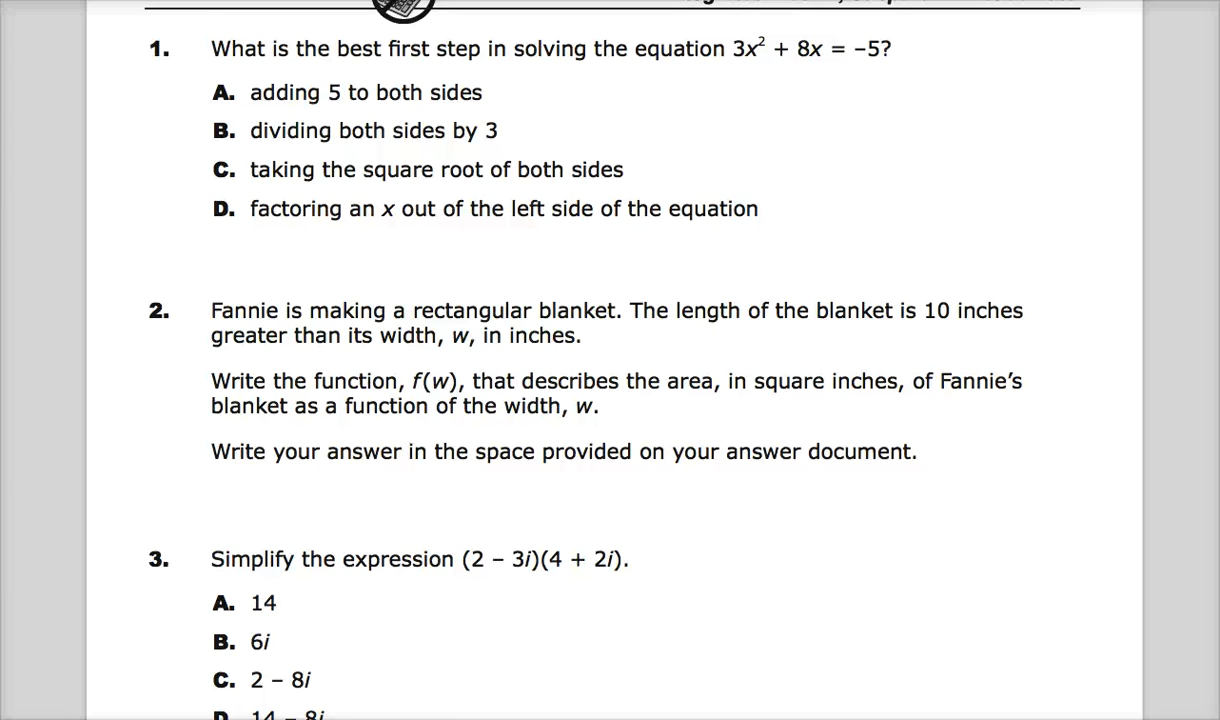 1. What is the best first step in solving the equation 3x² + 8x = –5?
A. adding 5 to both sides
B. dividing both sides by 3
C. taking the square root of both sides
D. factoring an x out of the left side of the equation
2. Fannie is making a rectangular blanket. The length of the blanket is 10 inches
greater than its width, w, in inches.
Write the function, f(w), that describes the area, in square inches, of Fannie’s
blanket as a function of the width, w.
Write your answer in the space provided on your answer document.
3. Simplify the expression (2 – 3i)(4 + 2i).
A. 14
B. 6i
C. 2 – 8i
D. 14 – 8i